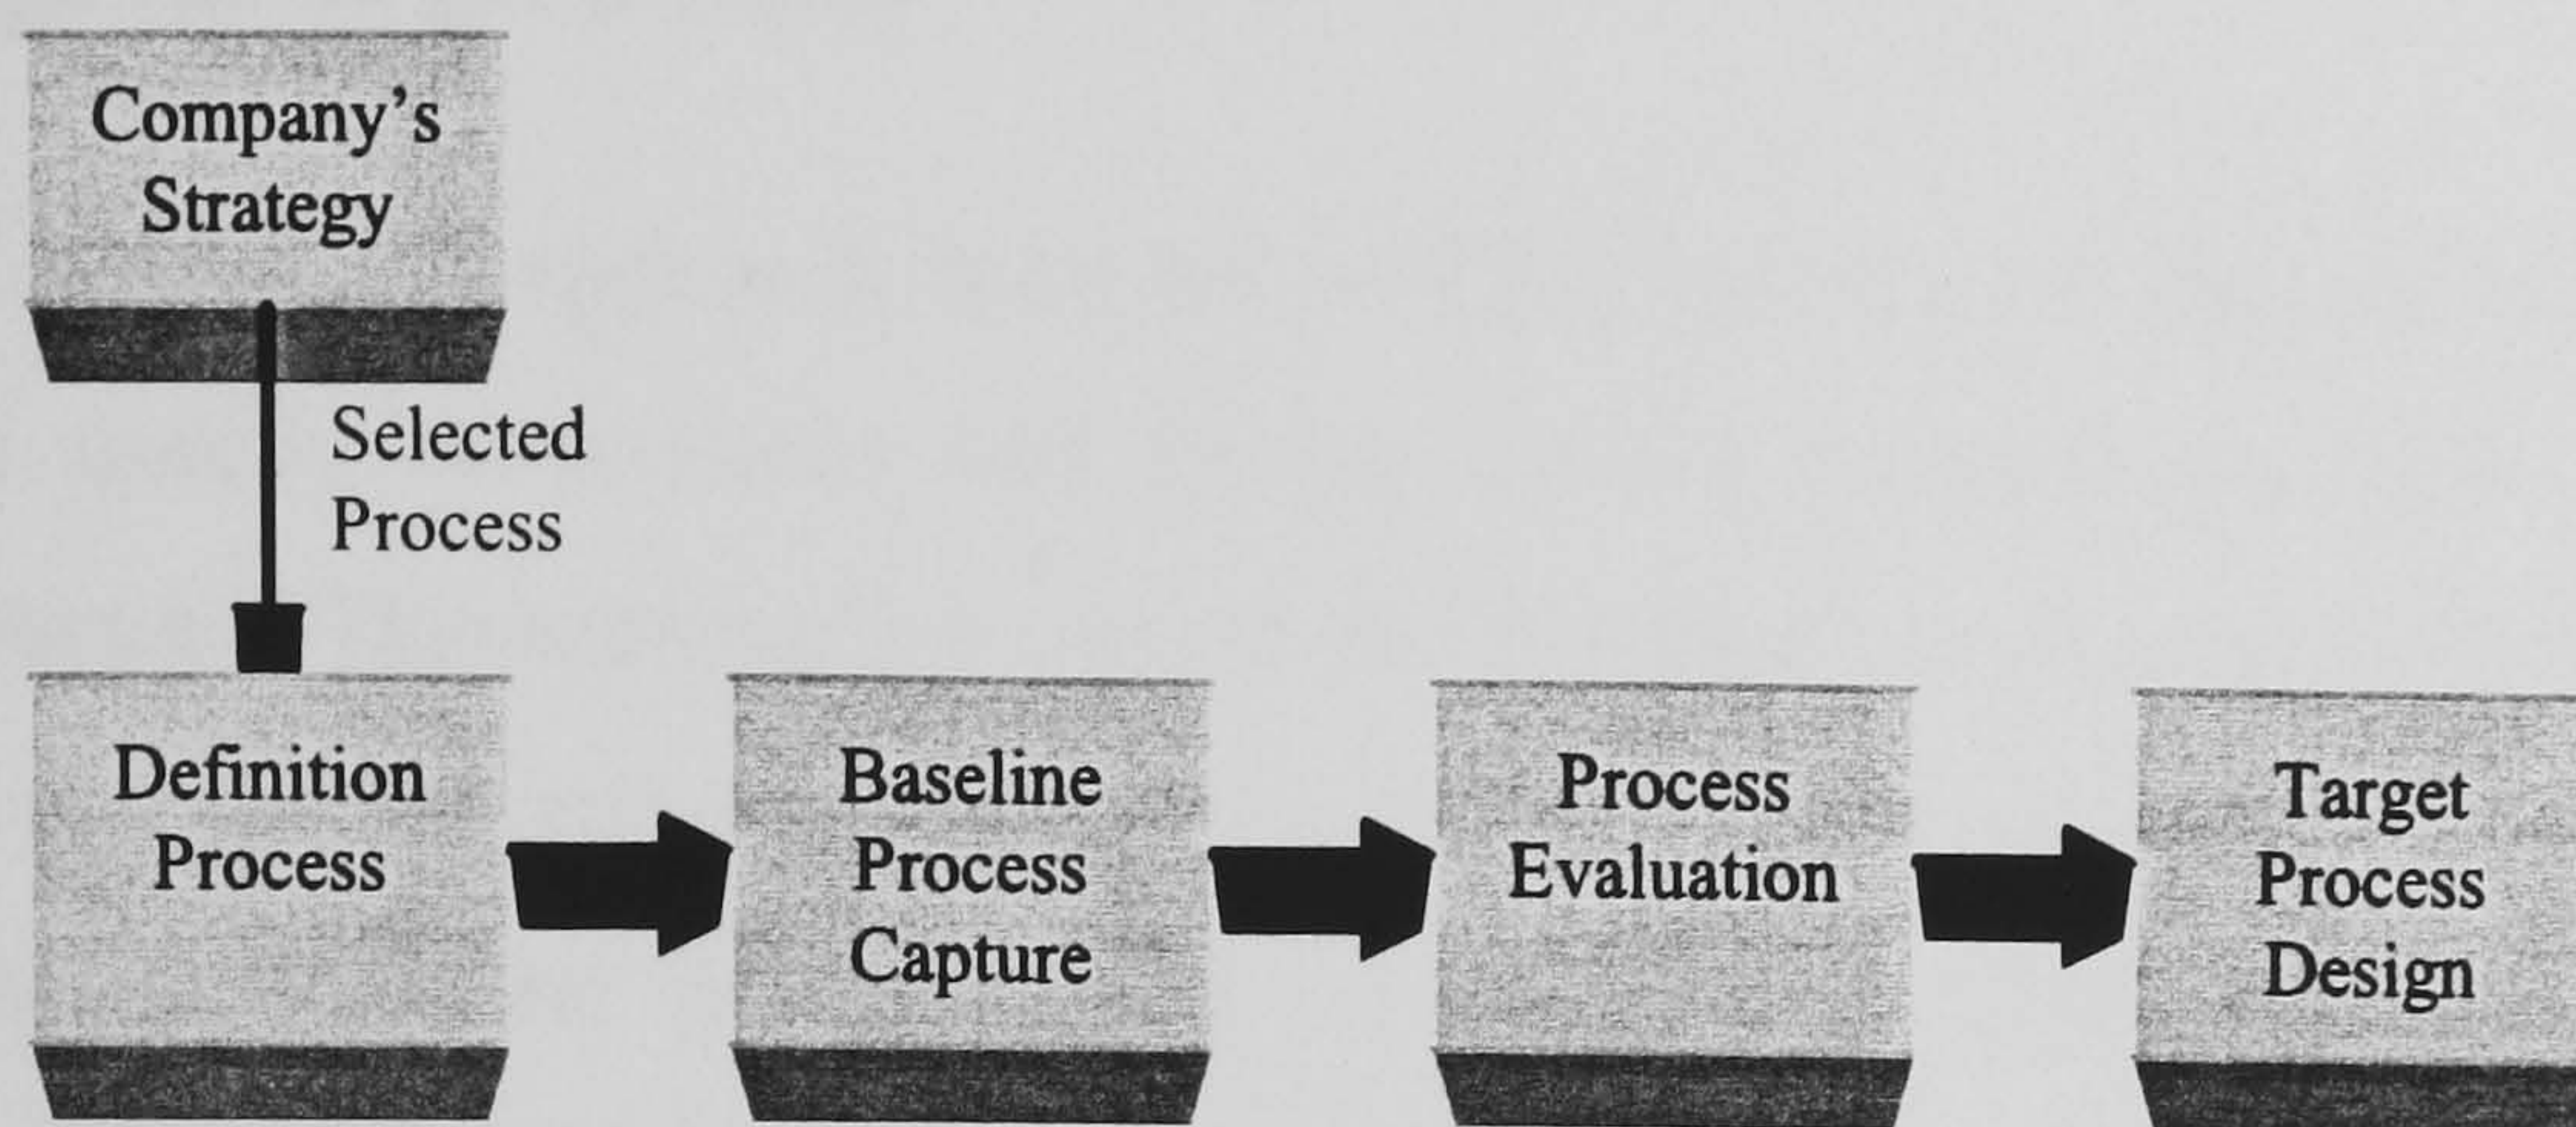 Company's
Strategy
Selected
Process
Definition
Process
Baseline
Process
Capture
Process
Evaluation
Target
Process
Design